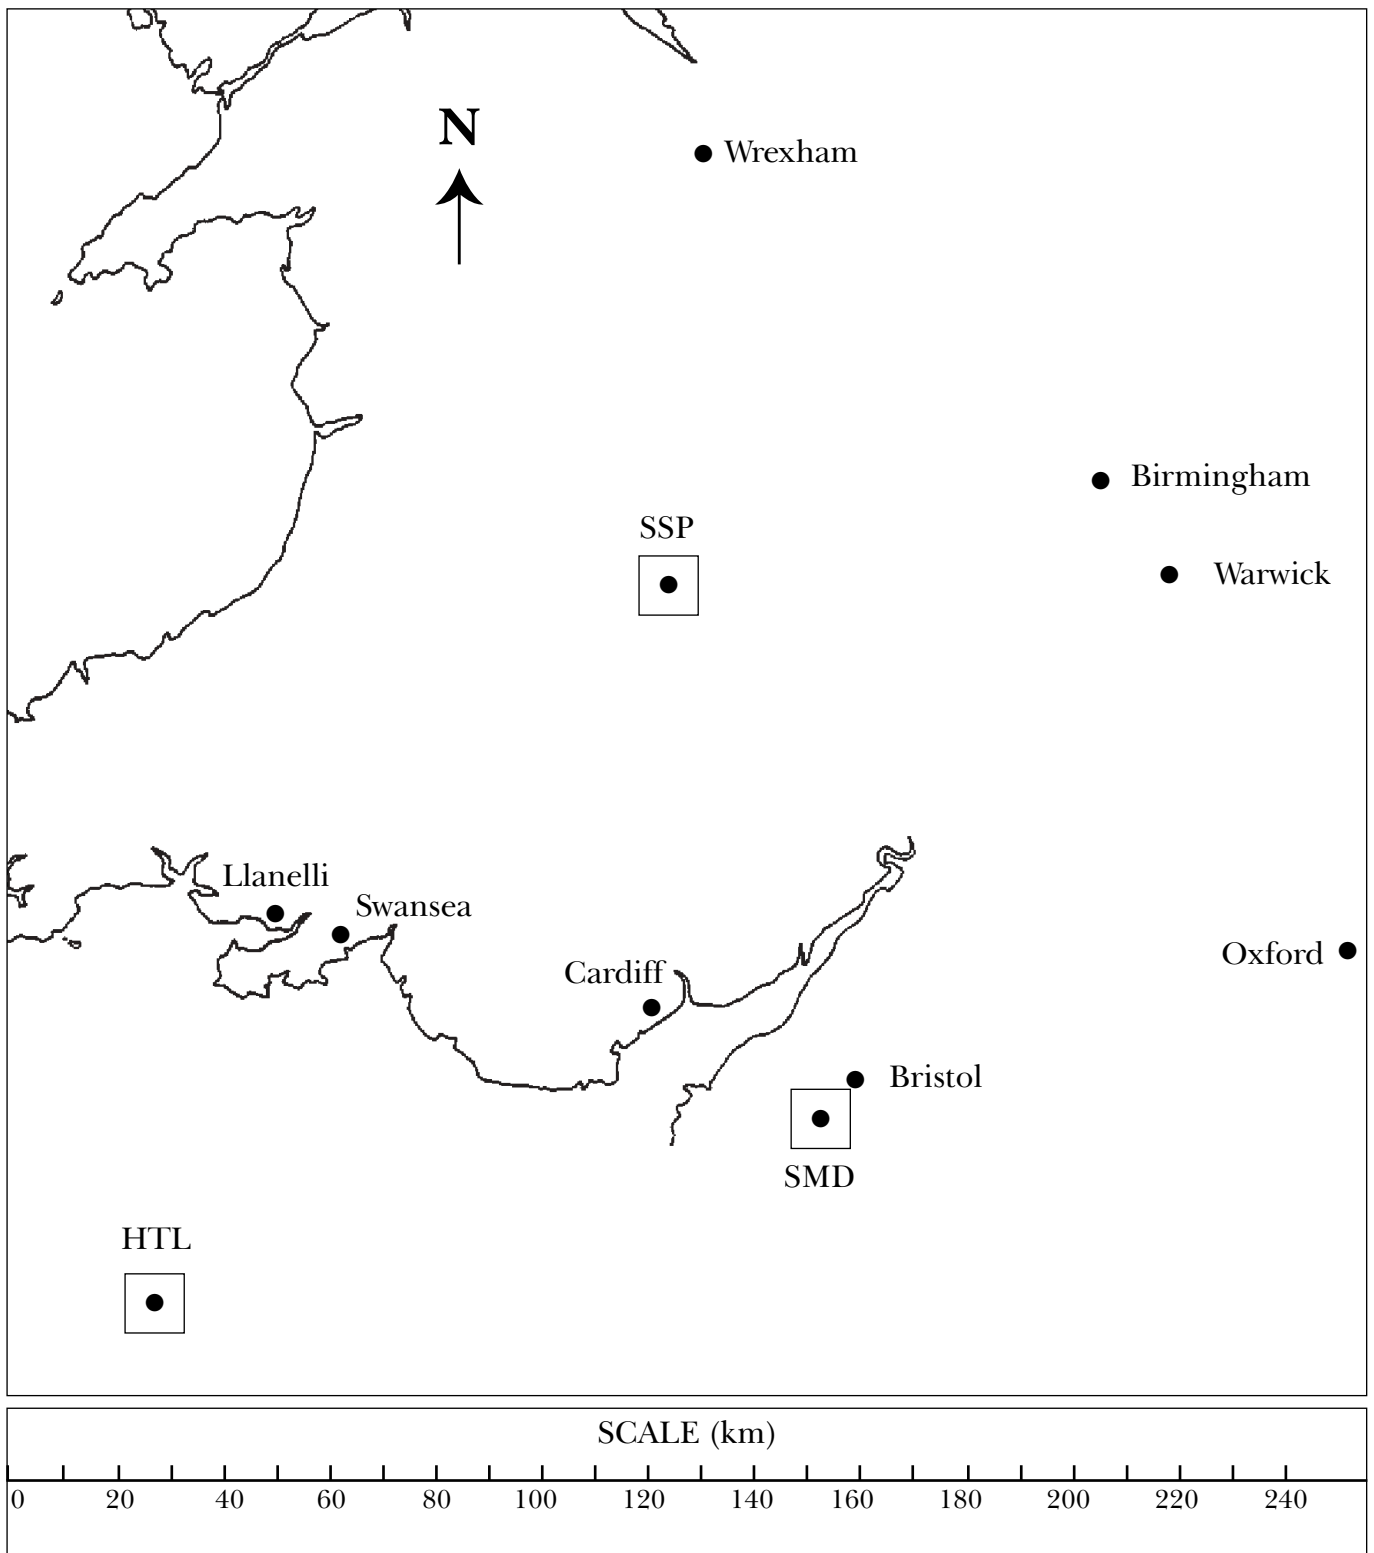 N
Wrexham
Birmingham
SSP
Warwick
Llanelli
Swansea
Oxford
Cardiff
Bristol
SMD
HTL
SCALE (km)
0 20 40 60 80 100 120 140 160 180 200 220 240